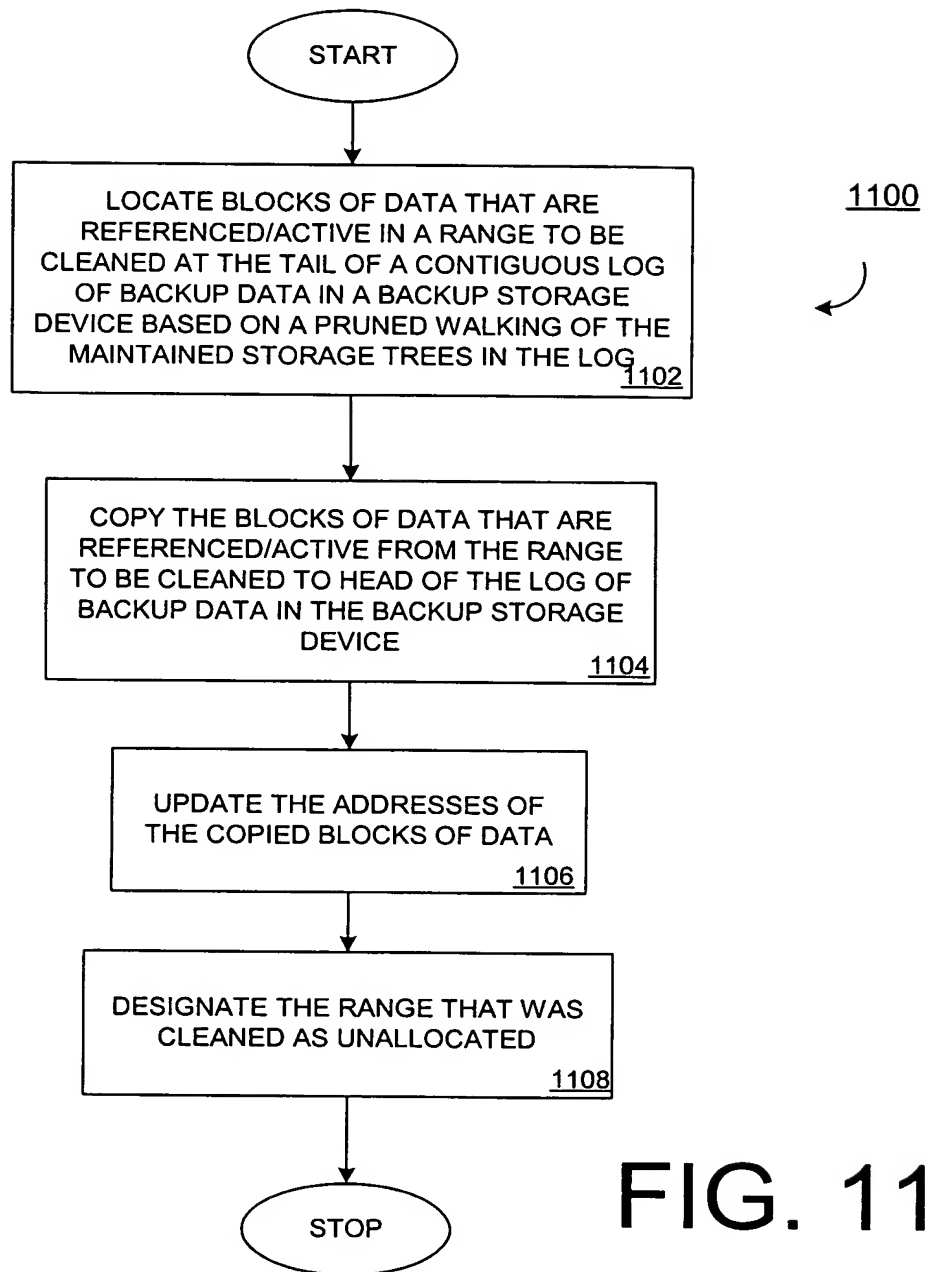 START
LOCATE BLOCKS OF DATA THAT ARE
REFERENCED/ACTIVE IN A RANGE TO BE
CLEANED AT THE TAIL OF A CONTIGUOUS LOG
OF BACKUP DATA IN A BACKUP STORAGE
DEVICE BASED ON A PRUNED WALKING OF THE
MAINTAINED STORAGE TREES IN THE LOG
1102
1100
COPY THE BLOCKS OF DATA THAT ARE
REFERENCED/ACTIVE FROM THE RANGE
TO BE CLEANED TO HEAD OF THE LOG OF
BACKUP DATA IN THE BACKUP STORAGE
DEVICE
1104
UPDATE THE ADDRESSES OF
THE COPIED BLOCKS OF DATA
1106
DESIGNATE THE RANGE THAT WAS
CLEANED AS UNALLOCATED
1108
STOP
FIG. 11